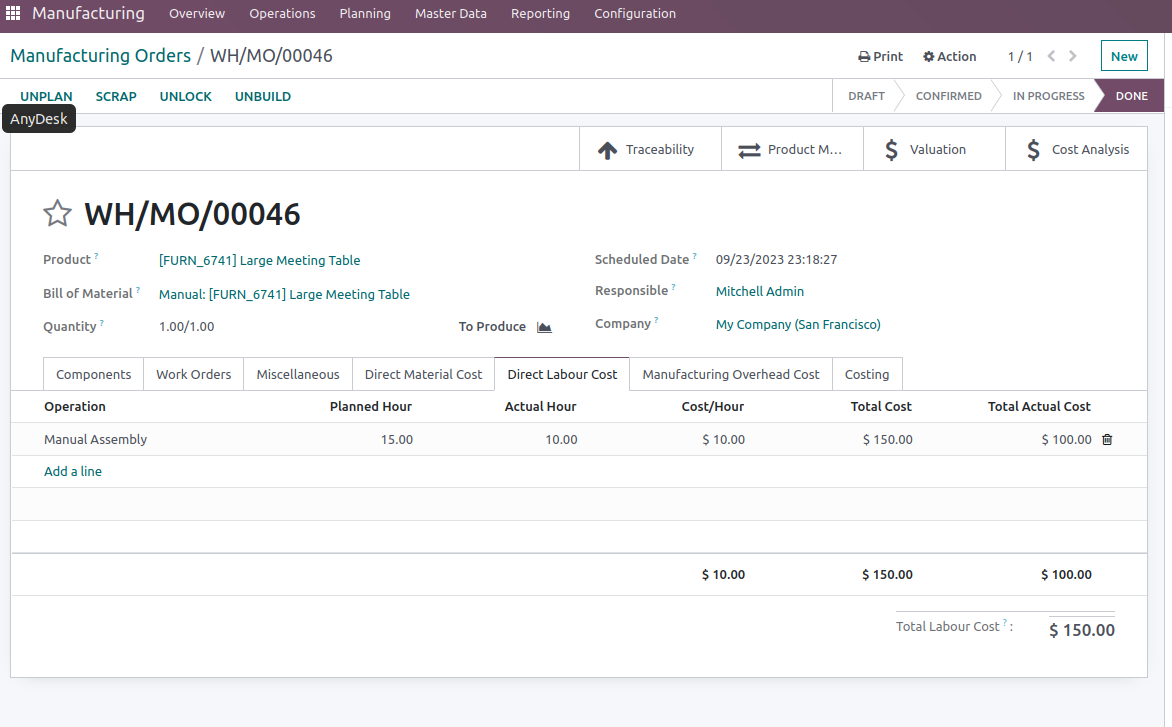 Manufacturing Overview Operations Planning Master Data Reporting Configuration
Manufacturing Orders / WH/MO/00046 Print Action 1 / 1 New
UNPLAN SCRAP UNLOCK UNBUILD DRAFT CONFIRMED IN PROGRESS DONE
AnyDesk
Traceability Product M... Valuation Cost Analysis
WH/MO/00046
Product ? [FURN_6741] Large Meeting Table Scheduled Date ? 09/23/2023 23:18:27
Bill of Material ? Manual: [FURN_6741] Large Meeting Table Responsible ? Mitchell Admin
Quantity ? 1.00/1.00 To Produce Company ? My Company (San Francisco)
Components Work Orders Miscellaneous Direct Material Cost Direct Labour Cost Manufacturing Overhead Cost Costing
Operation Planned Hour Actual Hour Cost/Hour Total Cost Total Actual Cost
Manual Assembly 15.00 10.00 $ 10.00 $ 150.00 $ 100.00
Add a line
$ 10.00 $ 150.00 $ 100.00
Total Labour Cost ? : $ 150.00